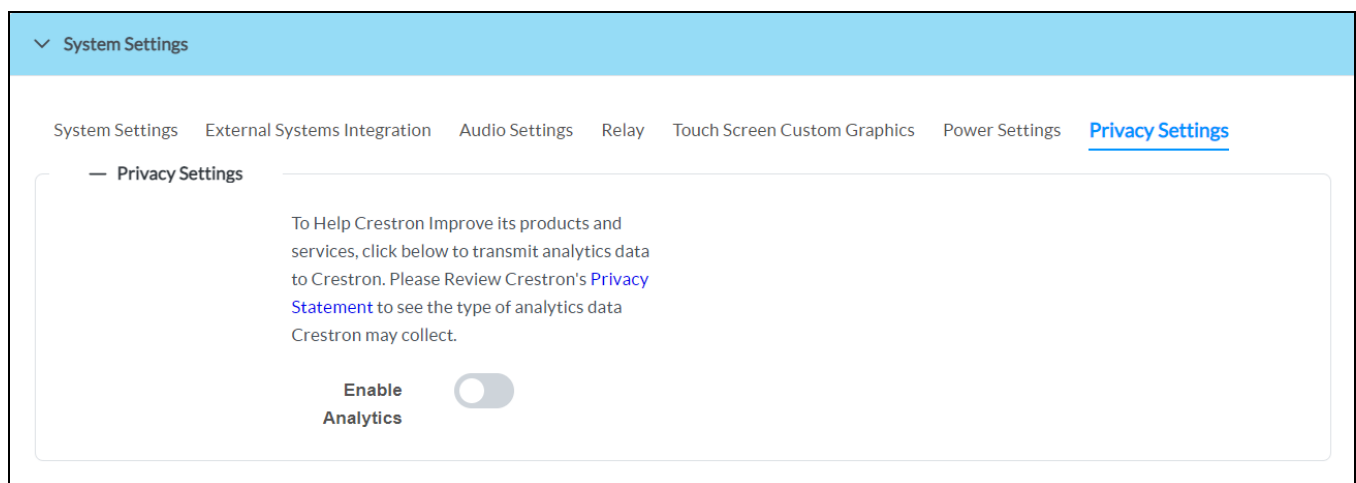 System Settings
System Settings External Systems Integration Audio Settings Relay Touch Screen Custom Graphics Power Settings Privacy Settings
Privacy Settings
To Help Crestron Improve its products and
services, click below to transmit analytics data
to Crestron. Please Review Crestron's Privacy
Statement to see the type of analytics data
Crestron may collect.
Enable
Analytics